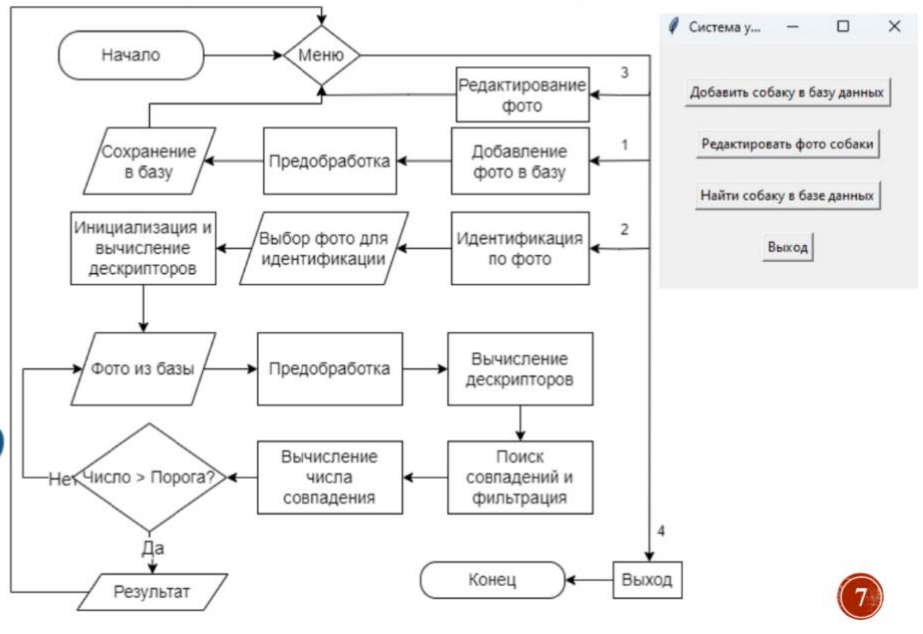 Начало
Меню
3
Редактирование
фото
Сохранение
в базу
Предобработка
Добавление
фото в базу
1
Инициализация и
вычисление
дескрипторов
Выбор фото для
идентификации
Идентификация
по фото
2
Фото из базы
Предобработка
Вычисление
дескрипторов
Нет
Число > Порога?
Вычисление
числа
совпадения
Поиск
совпадений и
фильтрация
Да
Результат
Конец
Выход
4
Система у...
Добавить собаку в базу данных
Редактировать фото собаки
Найти собаку в базе данных
Выход
7